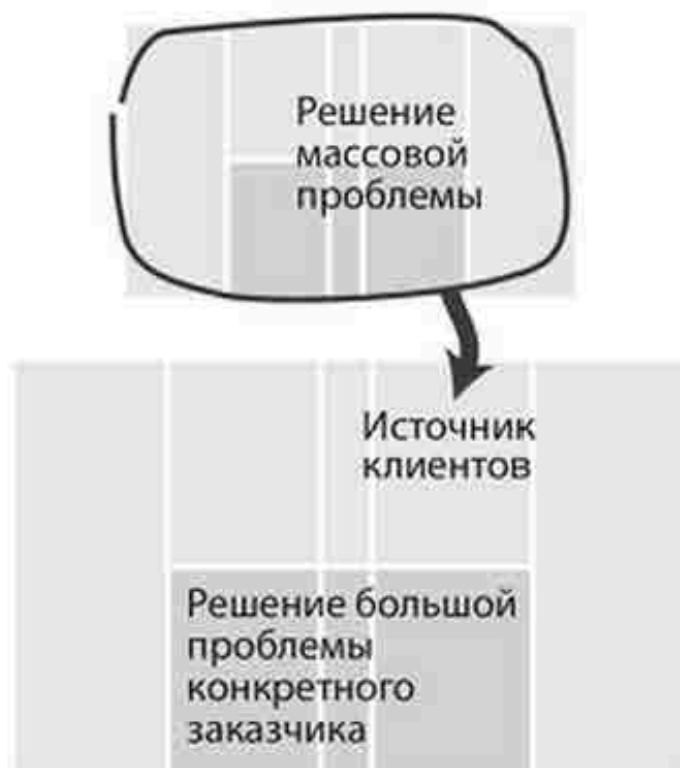 Решение
массовой
проблемы
Источник
клиентов
Решение большой
проблемы
конкретного
заказчика